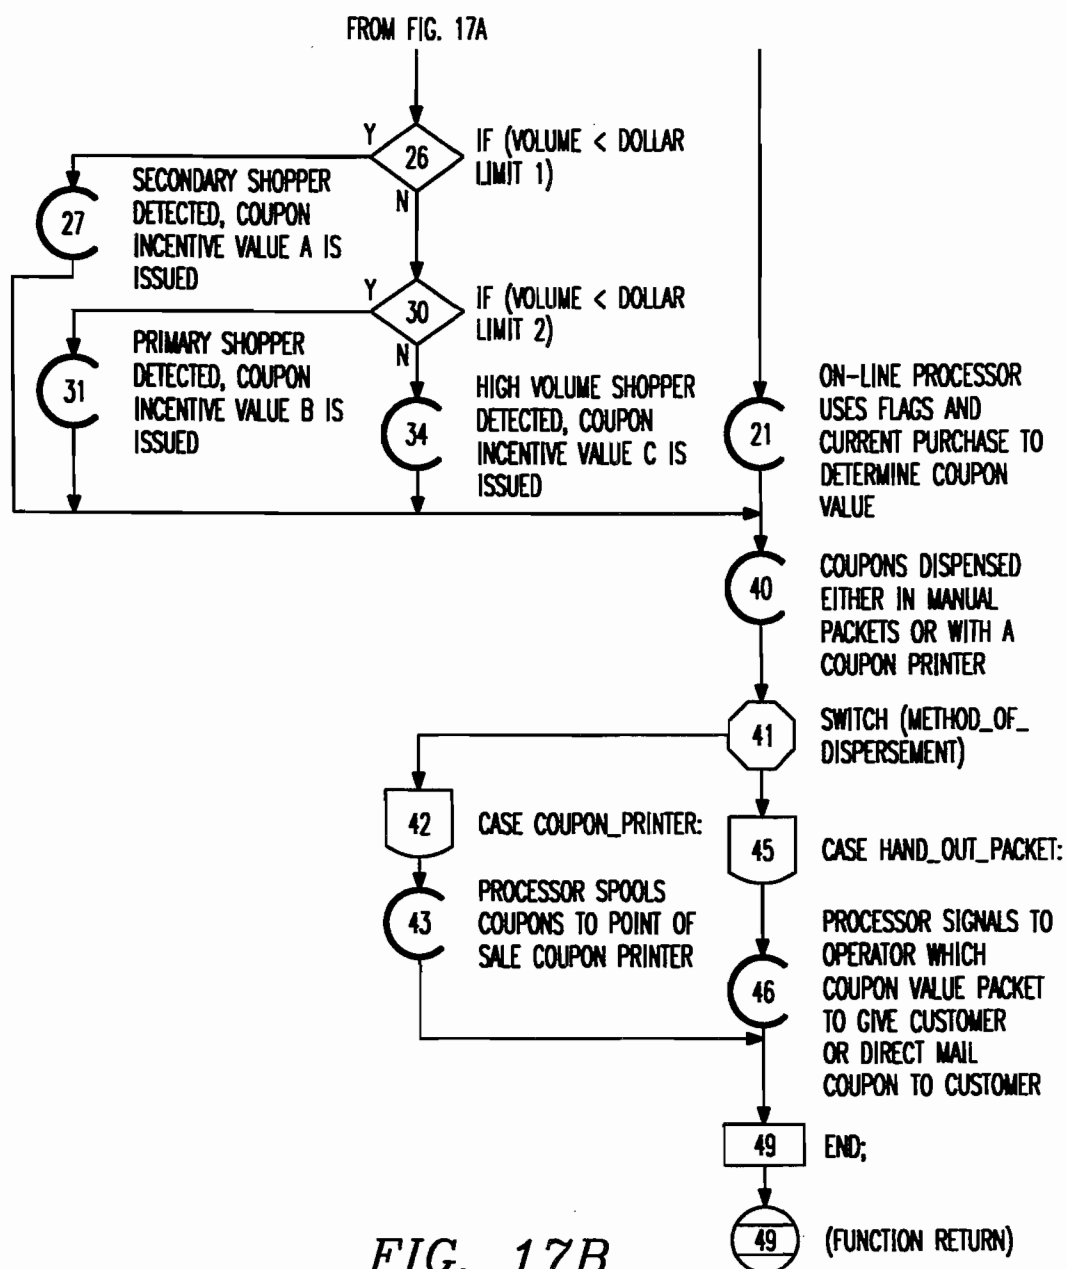 FROM FIG. 17A
Y
26
IF (VOLUME < DOLLAR
LIMIT 1)
N
27
SECONDARY SHOPPER
DETECTED, COUPON
INCENTIVE VALUE A IS
ISSUED
Y
30
IF (VOLUME < DOLLAR
LIMIT 2)
N
31
PRIMARY SHOPPER
DETECTED, COUPON
INCENTIVE VALUE B IS
ISSUED
34
HIGH VOLUME SHOPPER
DETECTED, COUPON
INCENTIVE VALUE C IS
ISSUED
21
ON-LINE PROCESSOR
USES FLAGS AND
CURRENT PURCHASE TO
DETERMINE COUPON
VALUE
40
COUPONS DISPENSED
EITHER IN MANUAL
PACKETS OR WITH A
COUPON PRINTER
41
SWITCH (METHOD_OF_
DISPERSEMENT)
42
CASE COUPON_PRINTER:
45
CASE HAND_OUT_PACKET:
43
PROCESSOR SPOOLS
COUPONS TO POINT OF
SALE COUPON PRINTER
46
PROCESSOR SIGNALS TO
OPERATOR WHICH
COUPON VALUE PACKET
TO GIVE CUSTOMER
OR DIRECT MAIL
COUPON TO CUSTOMER
49
END;
49
(FUNCTION RETURN)
FIG. 17B